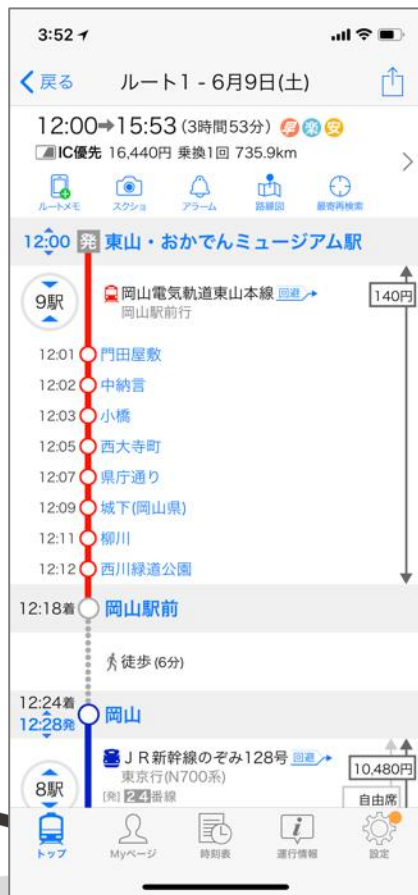 3:52
戻る ルート1 - 6月9日(土)
12:00➡15:53 (3時間53分) 早 楽 安
IC優先 16,440円 乗換1回 735.9km
ルートメモ スクショ アラーム 路線図 最寄再検索
12:00 発 東山・おかでんミュージアム駅
9駅
岡山電気軌道東山本線 回避
140円
岡山駅前行
12:01 門田屋敷
12:02 中納言
12:03 小橋
12:05 西大寺町
12:07 県庁通り
12:09 城下(岡山県)
12:11 柳川
12:12 西川緑道公園
12:18着 岡山駅前
徒歩 (6分)
12:24着
12:28発 岡山
8駅
JR新幹線のぞみ128号 回避
10,480円
東京行(N700系)
[発] 24番線
自由席
トップ Myページ 時刻表 運行情報 設定